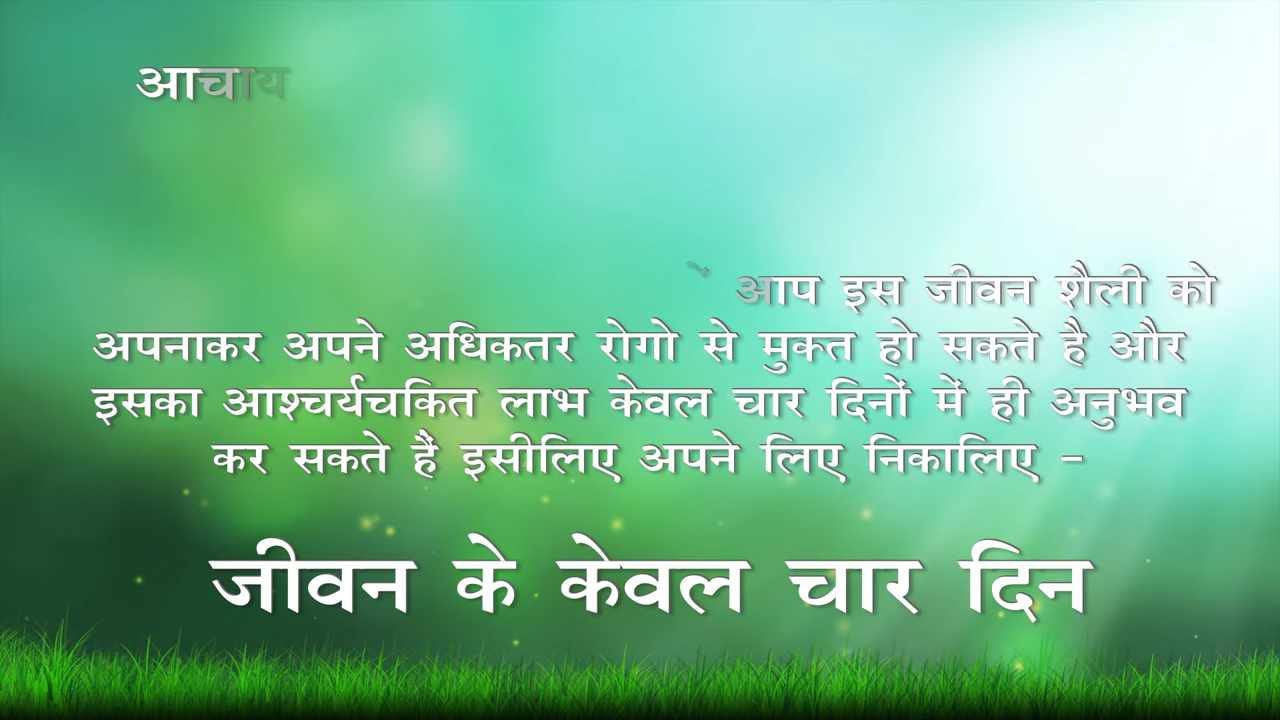 आचाय
आप इस जीवन शैली को
अपनाकर अपने अधिकतर रोगो से मुक्त हो सकते है और
इसका आश्चर्यचकित लाभ केवल चार दिनों में ही अनुभव
कर सकते हैं इसीलिए अपने लिए निकालिए -
जीवन के केवल चार दिन